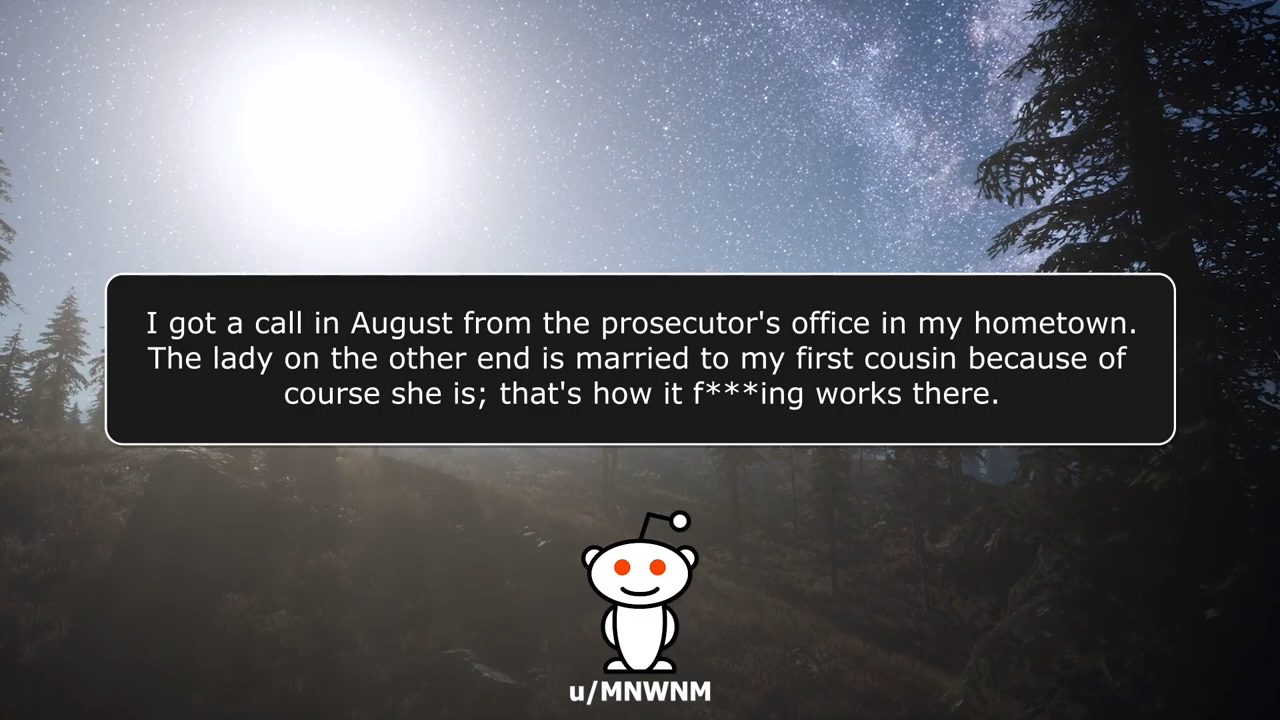 I got a call in August from the prosecutor's office in my hometown.
The lady on the other end is married to my first cousin because of
course she is; that's how it f***ing works there.
u/MNWNM